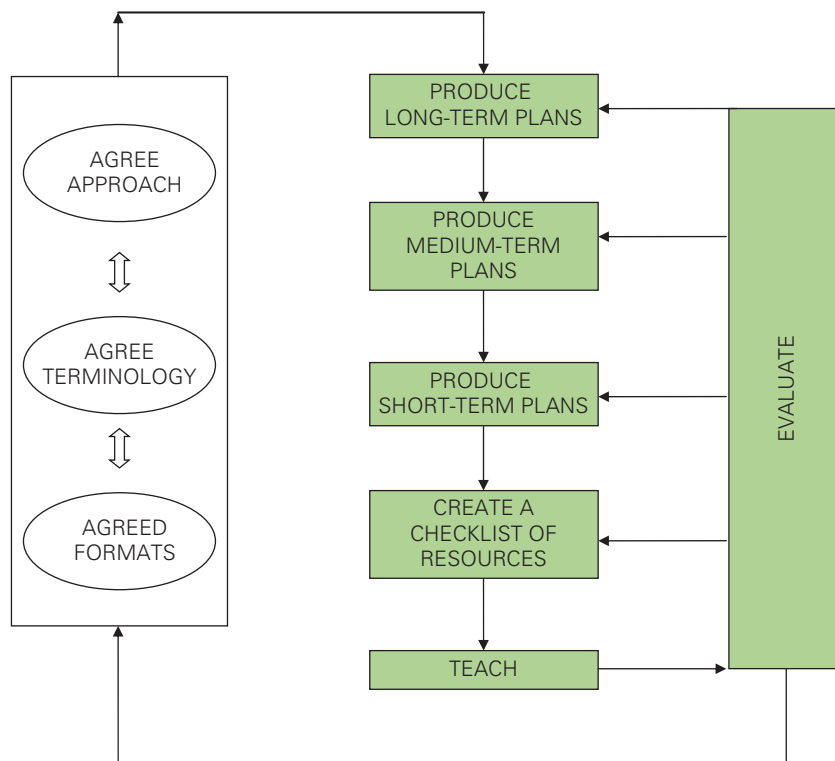 AGREE
APPROACH
AGREE
TERMINOLOGY
AGREED
FORMATS
PRODUCE
LONG-TERM PLANS
PRODUCE
MEDIUM-TERM
PLANS
PRODUCE
SHORT-TERM PLANS
CREATE A
CHECKLIST OF
RESOURCES
TEACH
EVALUATE